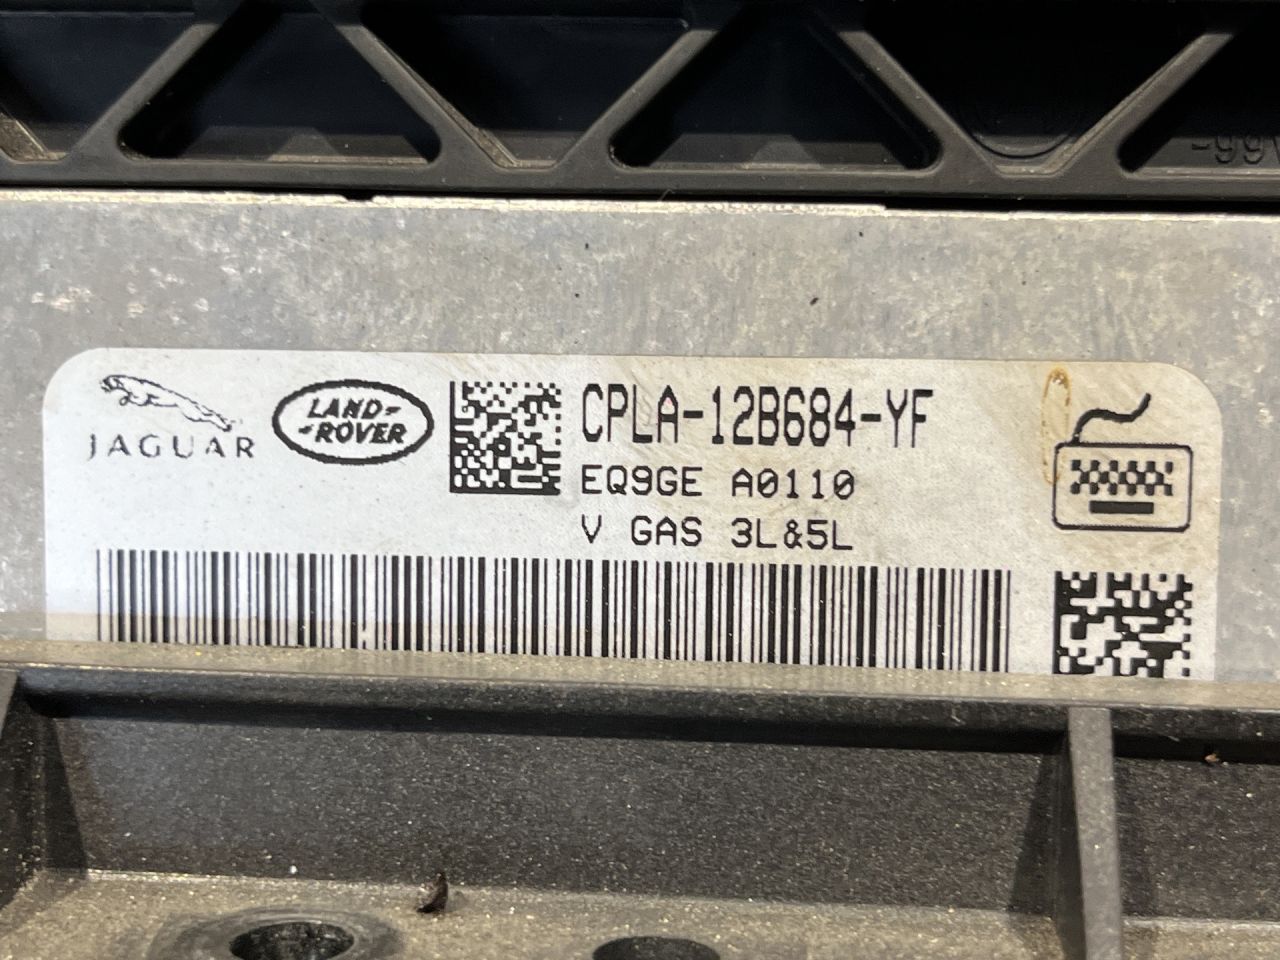 JAGUAR
LAND-
-ROVER
CPLA-12B684-YF
EQ9GE A0110
V GAS 3L&5L